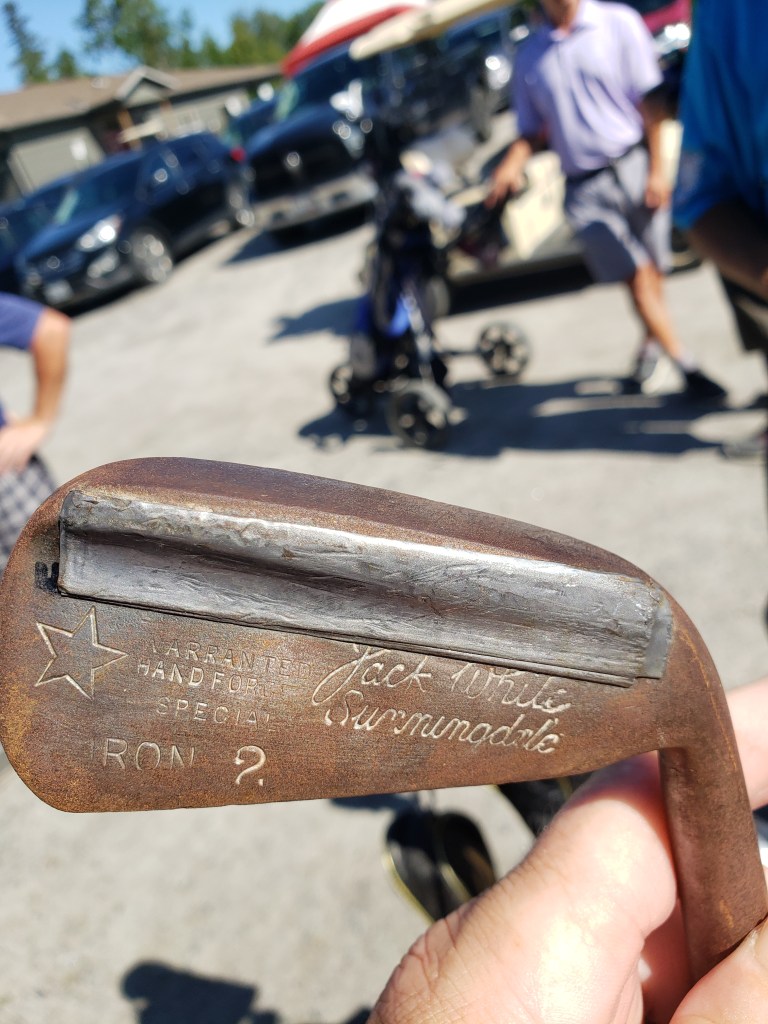 WARRANTED
HAND FORGED
SPECIAL
IRON 2
Jack White
Sunningdale